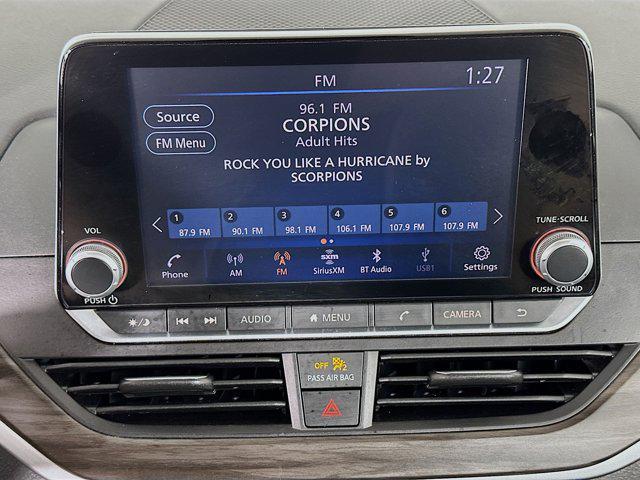 FM
1:27
Source
FM Menu
96.1 FM
CORPIONS
Adult Hits
ROCK YOU LIKE A HURRICANE by
SCORPIONS
1 2 3 4 5 6
87.9 FM 90.1 FM 98.1 FM 106.1 FM 107.9 FM 107.9 FM
Phone AM FM SXM SiriusXM BT Audio USB1 Settings
VOL
PUSH
TUNE·SCROLL
PUSH SOUND
AUDIO MENU CAMERA
OFF 2
PASS AIR BAG